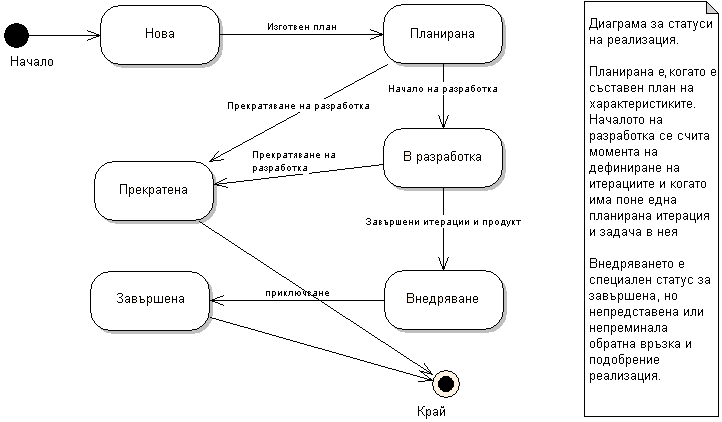 Начало
Нова
Изготвен план
Планирана
Начало на разработка
Прекратяване на разработка
В разработка
Прекратяване на
разработка
Прекратена
Завършени итерации и продукт
Внедряване
приключване
Завършена
Край
Диаграма за статуси
на реализация.
Планирана е, когато е
съставен план на
характеристиките.
Началото на
разработка се счита
момента на
дефиниране на
итерациите и когато
има поне една
планирана итерация
и задача в нея
Внедряването е
специален статус за
завършена, но
непредставена или
непреминала
обратна връзка и
подобрение
реализация.